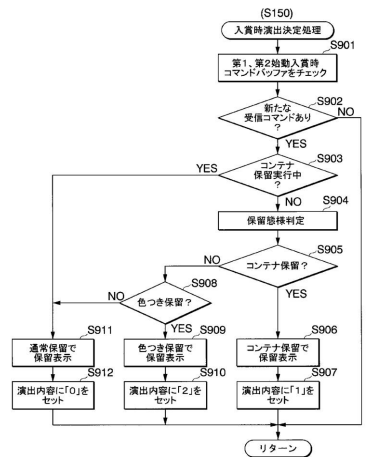 (S150)
入賞時演出決定処理
S901
第1、第2始動入賞時
コマンドバッファをチェック
S902
新たな
受信コマンドあり
?
NO
YES
S903
コンテナ
保留実行中
?
YES
NO
S904
保留態様判定
S905
コンテナ保留?
NO
YES
S908
色つき保留?
NO
YES
S911
通常保留で
保留表示
S909
色つき保留で
保留表示
S906
コンテナ保留で
保留表示
S912
演出内容に「0」を
セット
S910
演出内容に「2」を
セット
S907
演出内容に「1」を
セット
リターン